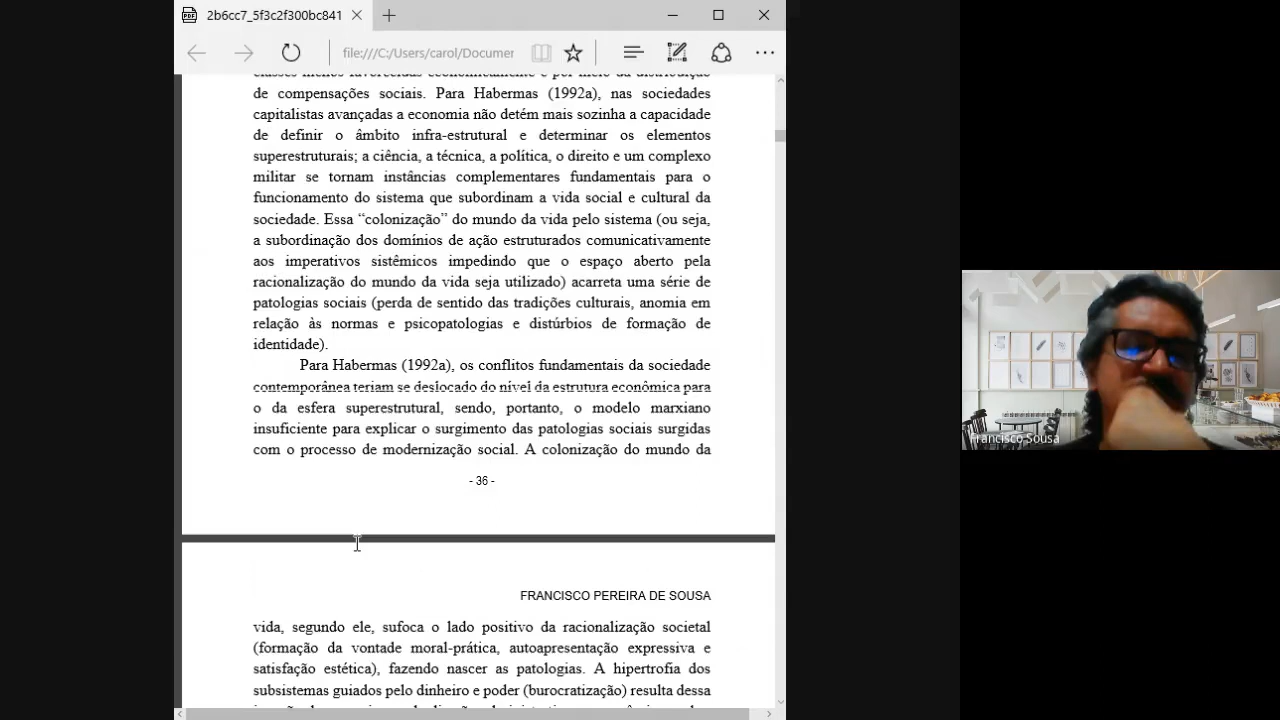 2b6cc7_5f3c2f300bc841
file:///C:/Users/carol/Documer
classes menos favorecidas economicamente e por meio da distribuição
de compensações sociais. Para Habermas (1992a), nas sociedades
capitalistas avançadas a economia não detém mais sozinha a capacidade
de definir o âmbito infra-estrutural e determinar os elementos
superestruturais; a ciência, a técnica, a política, o direito e um complexo
militar se tornam instâncias complementares fundamentais para o
funcionamento do sistema que subordinam a vida social e cultural da
sociedade. Essa “colonização” do mundo da vida pelo sistema (ou seja,
a subordinação dos domínios de ação estruturados comunicativamente
aos imperativos sistêmicos impedindo que o espaço aberto pela
racionalização do mundo da vida seja utilizado) acarreta uma série de
patologias sociais (perda de sentido das tradições culturais, anomia em
relação às normas e psicopatologias e distúrbios de formação de
identidade).
Para Habermas (1992a), os conflitos fundamentais da sociedade
contemporânea teriam se deslocado do nível da estrutura econômica para
o da esfera superestrutural, sendo, portanto, o modelo marxiano
insuficiente para explicar o surgimento das patologias sociais surgidas
com o processo de modernização social. A colonização do mundo da
- 36 -
FRANCISCO PEREIRA DE SOUSA
vida, segundo ele, sufoca o lado positivo da racionalização societal
(formação da vontade moral-prática, autoapresentação expressiva e
satisfação estética), fazendo nascer as patologias. A hipertrofia dos
subsistemas guiados pelo dinheiro e poder (burocratização) resulta dessa
Francisco Sousa